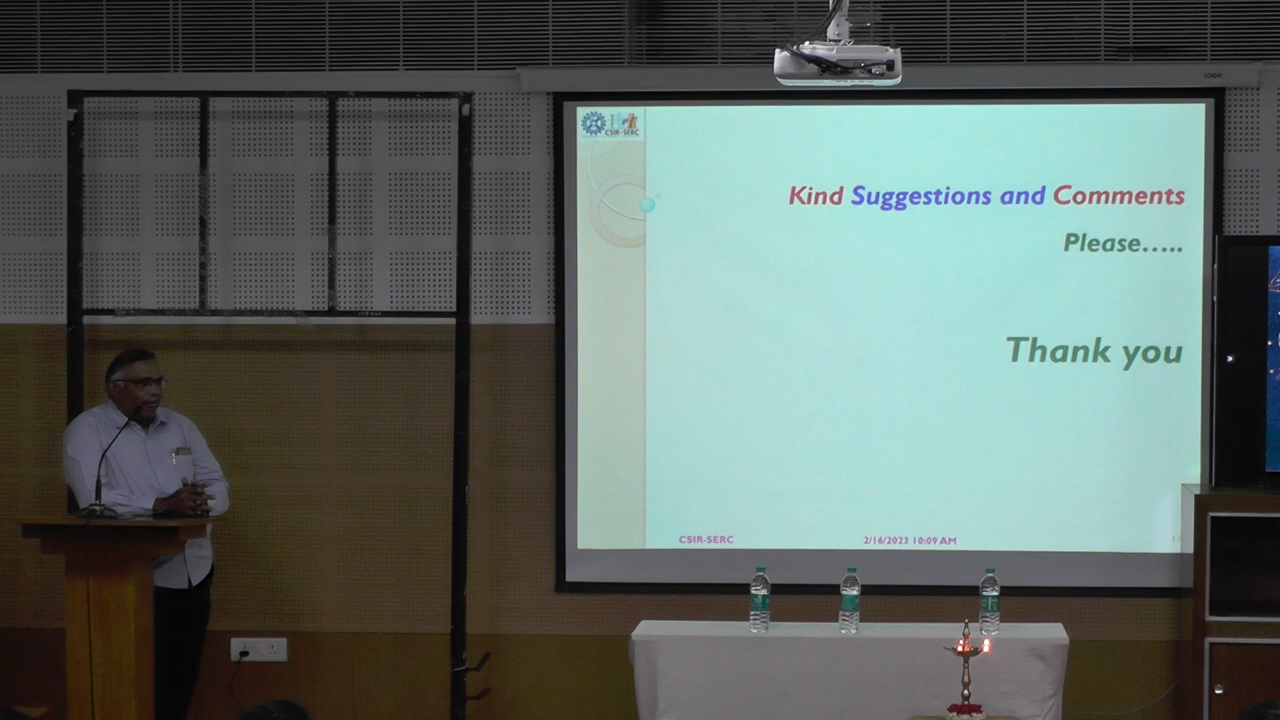 CSIR-SERC
Kind Suggestions and Comments
Please.....
Thank you
CSIR-SERC 2/16/2023 10:09 AM